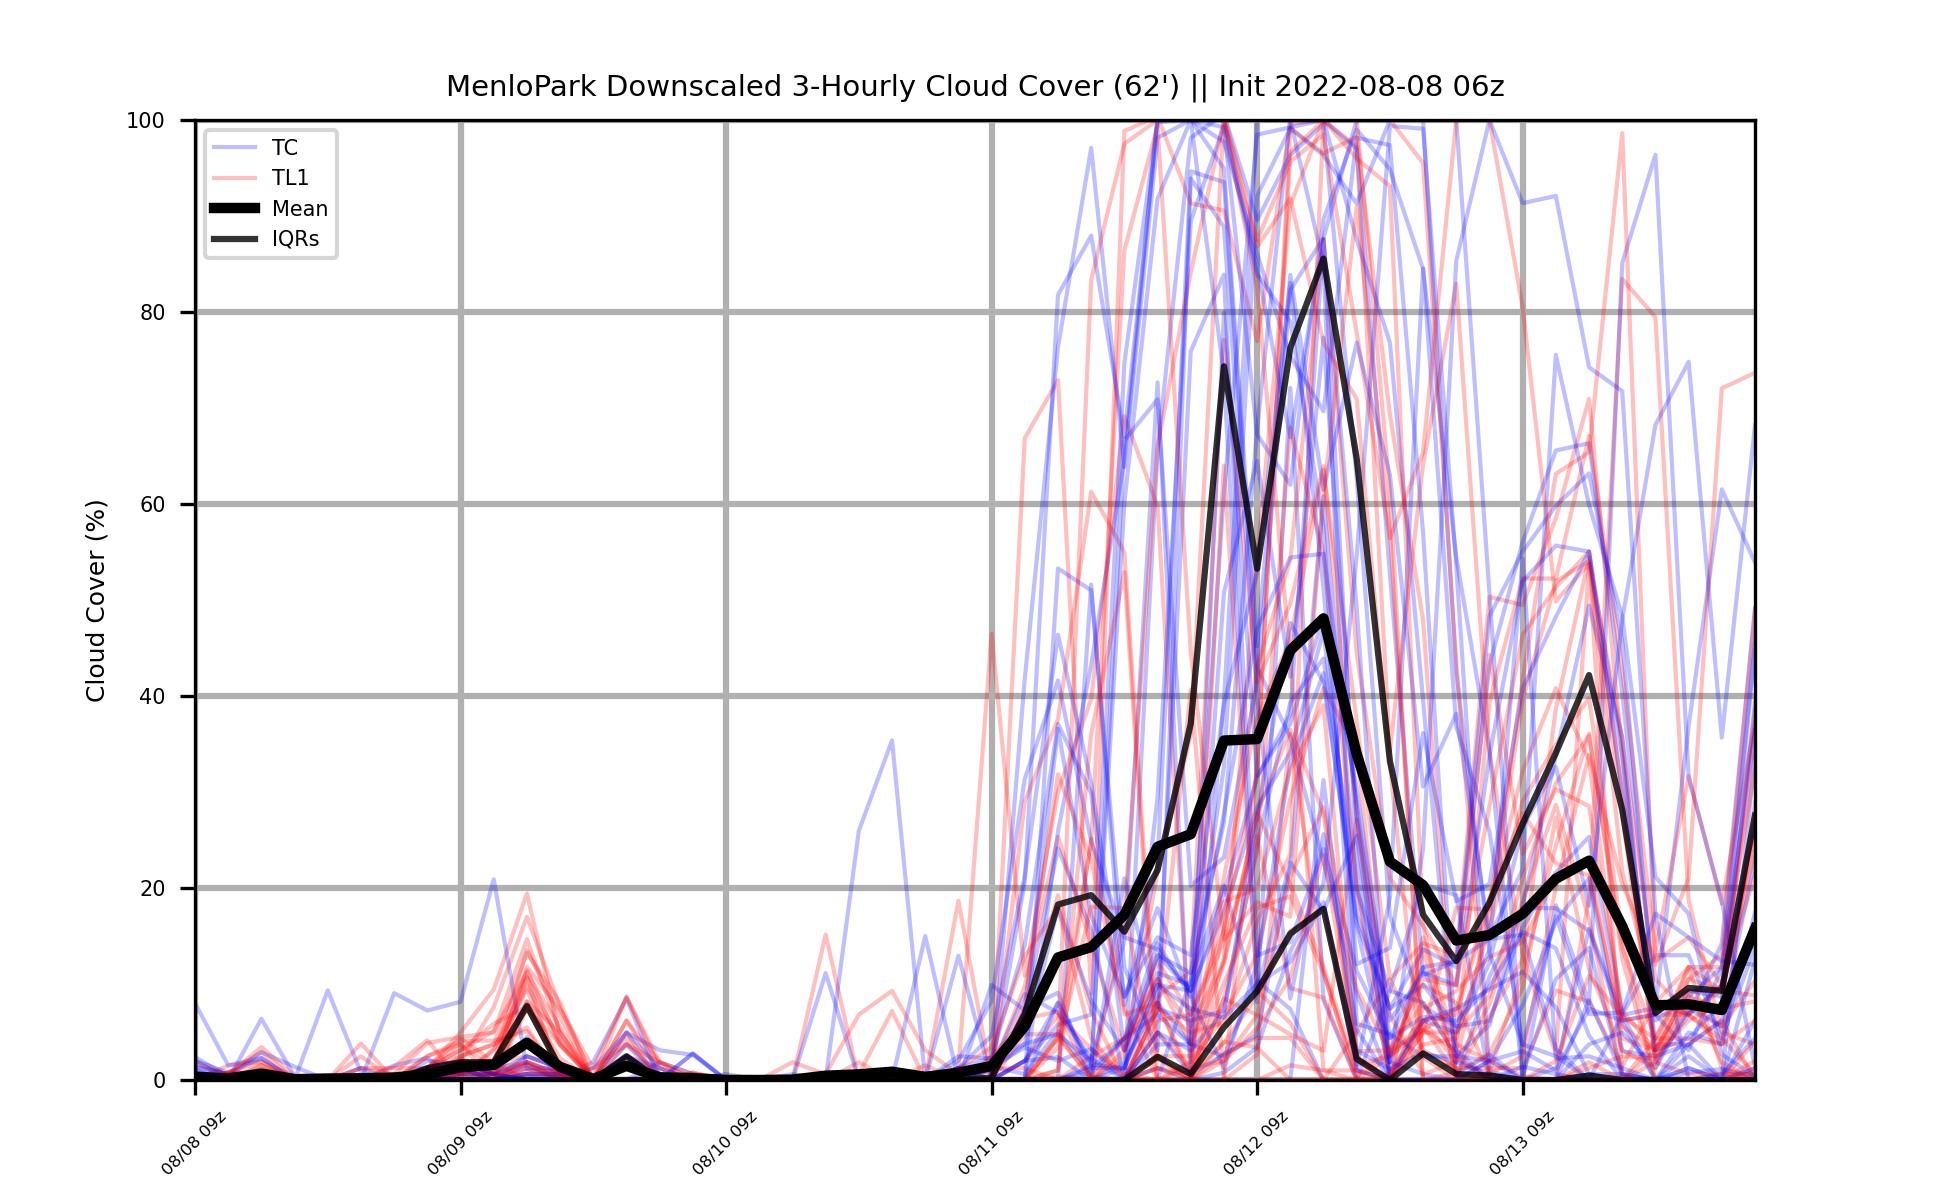 MenloPark Downscaled 3-Hourly Cloud Cover (62') || Init 2022-08-08 06z
TC
TL1
Mean
IQRs
Cloud Cover (%)
100
80
60
40
20
0
08/08 09z
08/09 09z
08/10 09z
08/11 09z
08/12 09z
08/13 09z